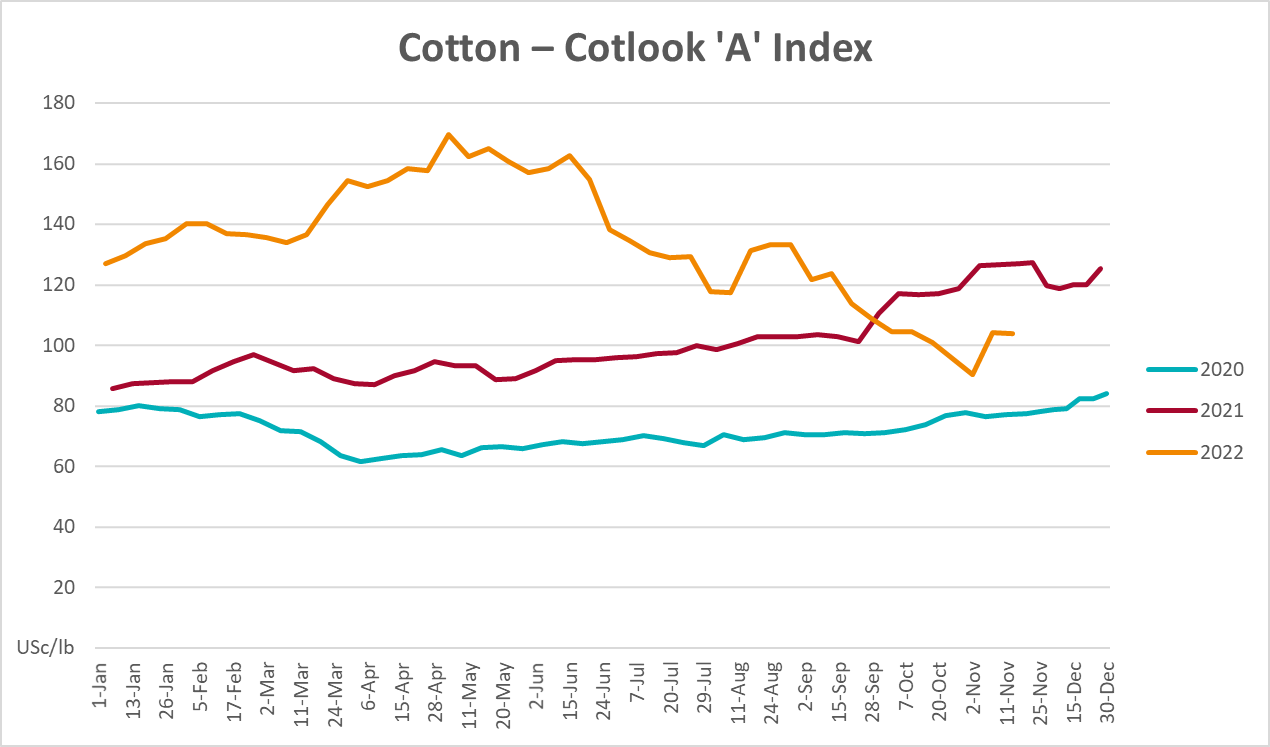 Cotton – Cotlook 'A' Index
180
160
140
120
100
80
60
40
20
USc/lb
1-Jan
13-Jan
26-Jan
5-Feb
17-Feb
2-Mar
11-Mar
24-Mar
6-Apr
15-Apr
28-Apr
11-May
20-May
2-Jun
15-Jun
24-Jun
7-Jul
20-Jul
29-Jul
11-Aug
24-Aug
2-Sep
15-Sep
28-Sep
7-Oct
20-Oct
2-Nov
11-Nov
25-Nov
15-Dec
30-Dec
2020
2021
2022